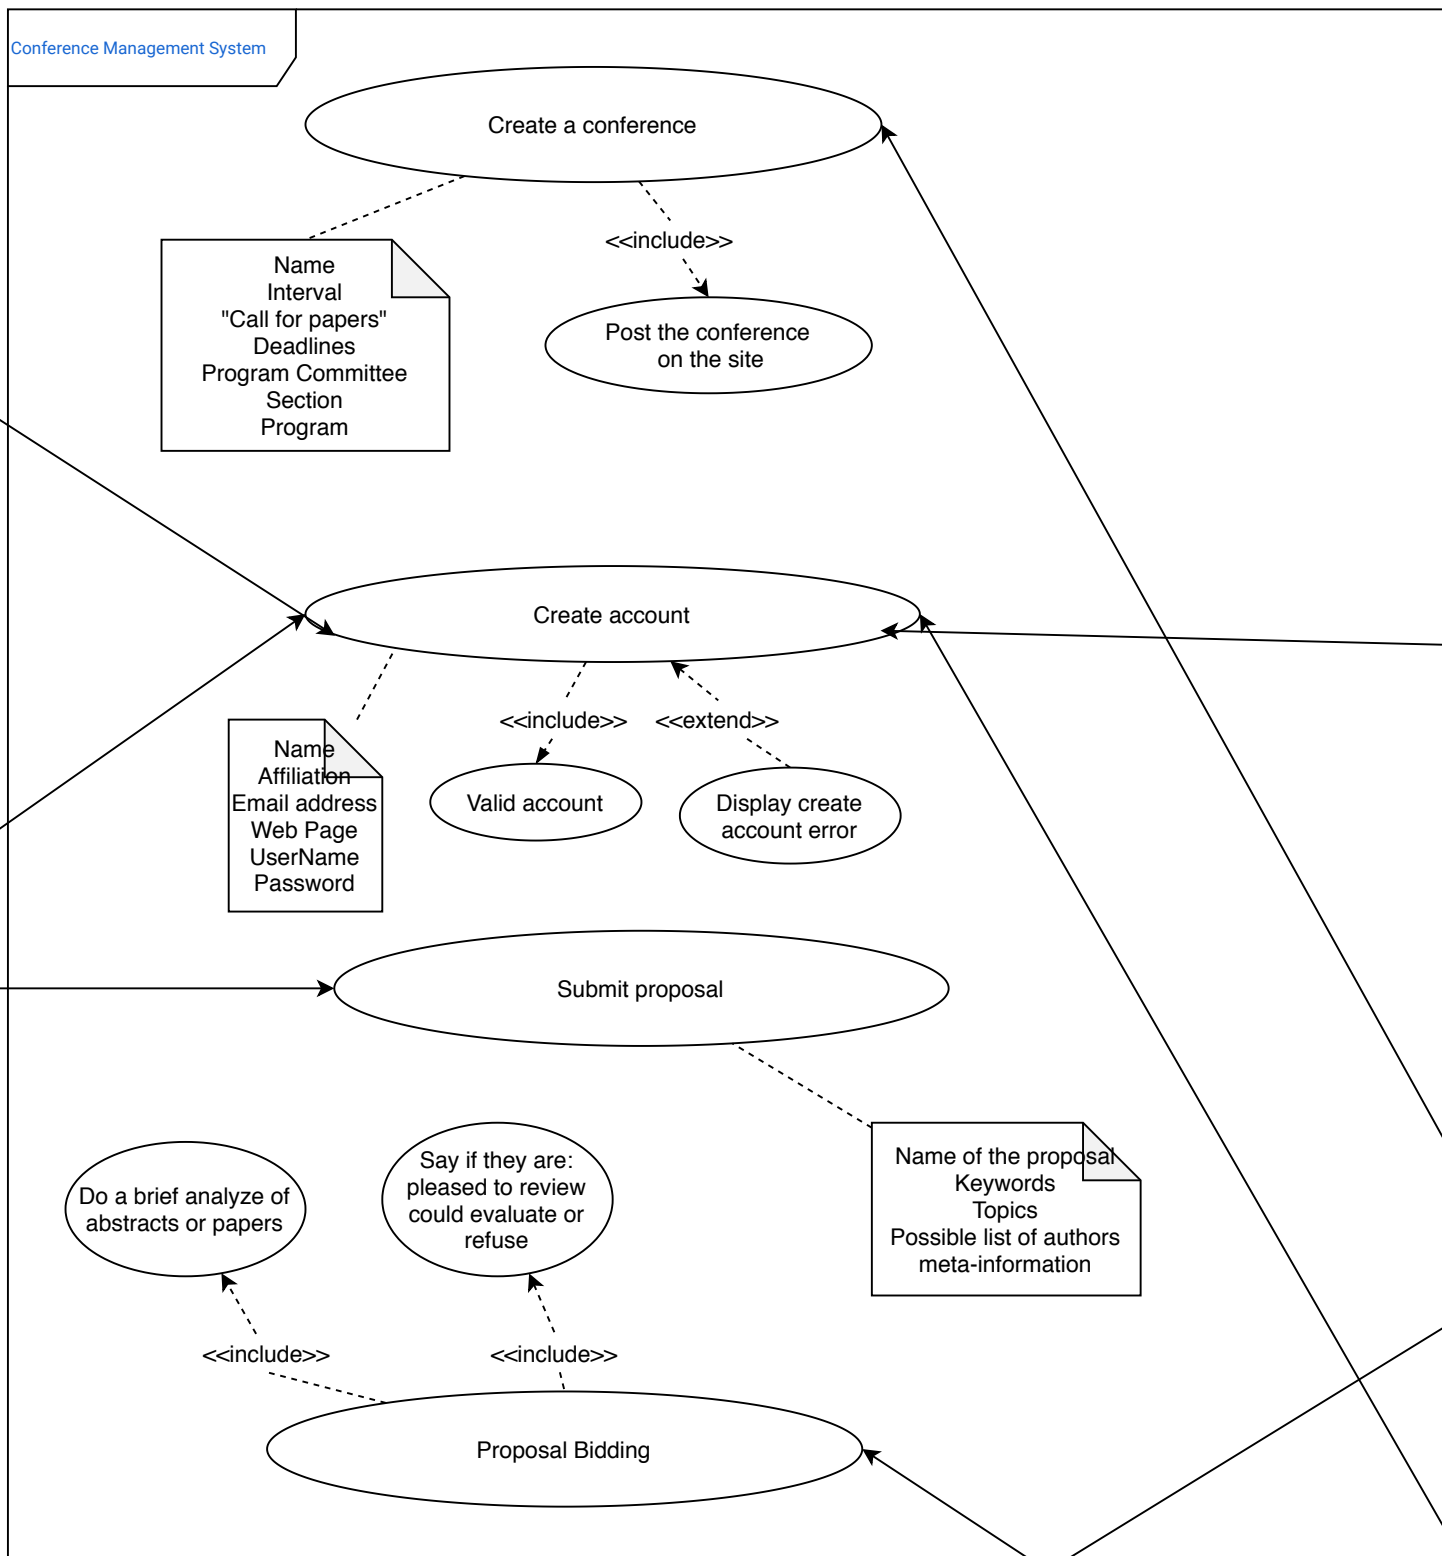 Conference Management System
Create a conference
<<include>>
Name
Interval
"Call for papers"
Deadlines
Program Committee
Section
Program
Post the conference
on the site
Create account
<<include>>
<<extend>>
Name
Affiliation
Email address
Web Page
UserName
Password
Valid account
Display create
account error
Submit proposal
Name of the proposal
Keywords
Topics
Possible list of authors
meta-information
Do a brief analyze of
abstracts or papers
Say if they are:
pleased to review
could evaluate or
refuse
<<include>>
<<include>>
Proposal Bidding